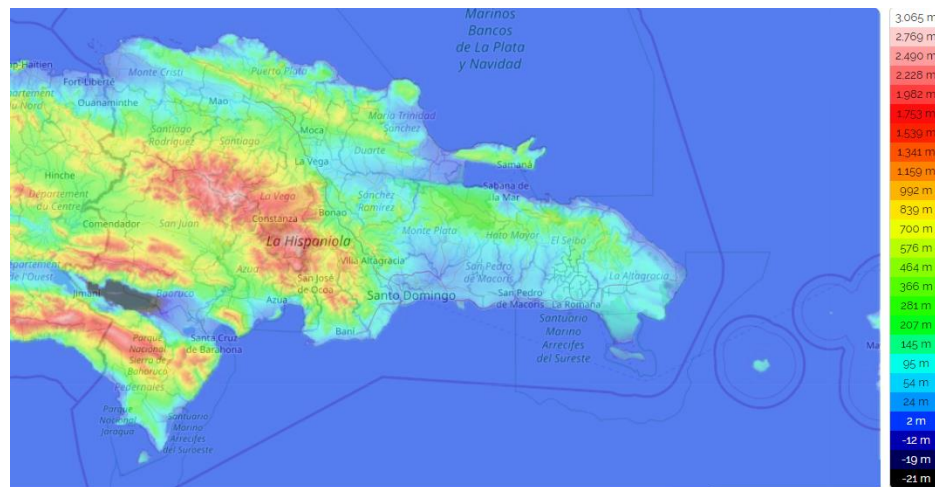 Marinos
Bancos
de La Plata
y Navidad
an-Haïtien
Fort-Liberté
Monte Cristi
Puerto Plata
Ouanaminthe
Mao
María Trinidad
Sánchez
Santiago
Rodríguez
Santiago
Moca
Duarte
La Vega
Samaná
Sabana de
la Mar
Hinche
Département
du Centre
La Vega
Sánchez
Ramírez
Comendador
San Juan
Constanza
Bonao
Monte Plata
Hato Mayor
El Seibo
La Hispaniola
Villa Altagracia
Azua
San José
de Ocoa
San Pedro
de Macorís
La Altagracia
Jimaní
Baoruco
Azua
Santo Domingo
San Pedro
de Macorís
La Romana
Baní
Santa Cruz
de Barahona
Santuario
Marino
Arrecifes
del Sureste
Parque
Nacional
Sierra de
Bahoruco
Pedernales
Parque
Nacional
Jaragua
Santuario
Marino
Arrecifes
del Suroeste
3.065 m
2.769 m
2.490 m
2.228 m
1.982 m
1.753 m
1.539 m
1.341 m
1.159 m
992 m
839 m
700 m
576 m
464 m
366 m
281 m
207 m
145 m
95 m
54 m
24 m
2 m
-12 m
-19 m
-21 m